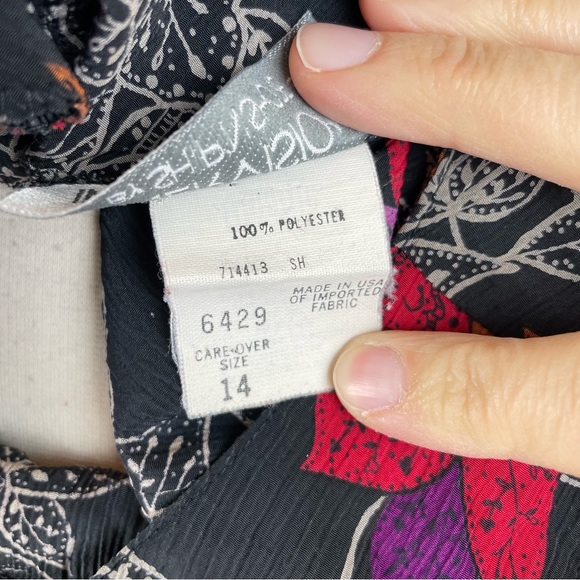 100% POLYESTER
714413 SH
MADE IN USA
OF IMPORTED
FABRIC
6429
CARE-OVER
SIZE
14